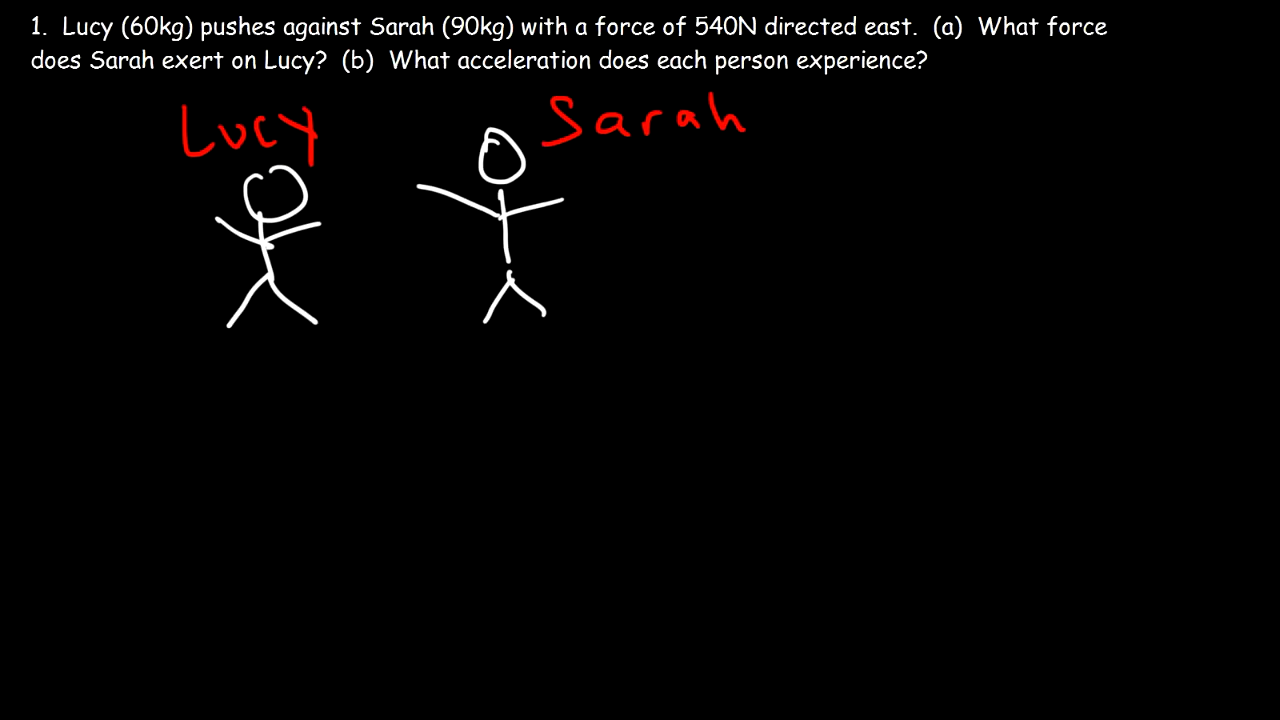 1. Lucy (60kg) pushes against Sarah (90kg) with a force of 540N directed east. (a) What force
does Sarah exert on Lucy? (b) What acceleration does each person experience?
Lucy
Sarah